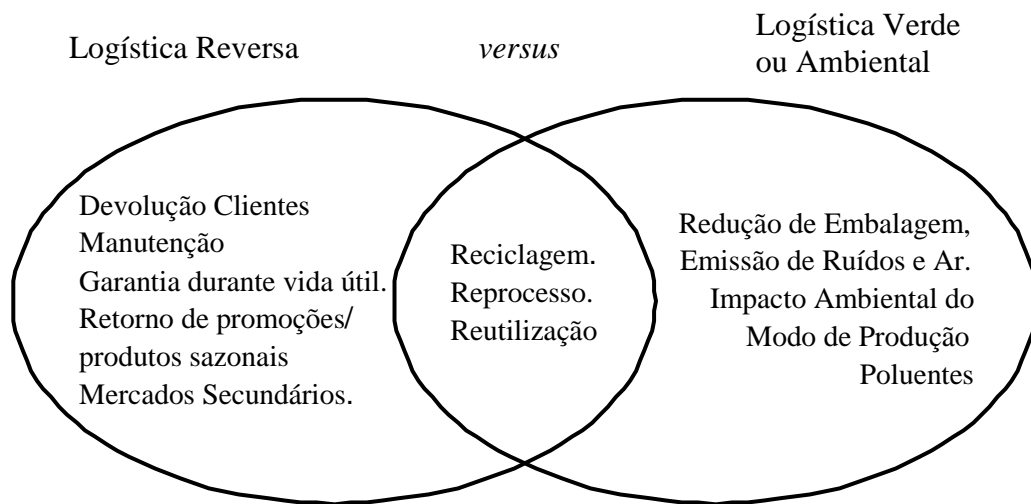 Logística Reversa
versus
Logística Verde
ou Ambiental
Devolução Clientes
Manutenção
Garantia durante vida útil.
Retorno de promoções/
produtos sazonais
Mercados Secundários.
Reciclagem.
Reprocesso.
Reutilização
Redução de Embalagem,
Emissão de Ruídos e Ar.
Impacto Ambiental do
Modo de Produção
Poluentes